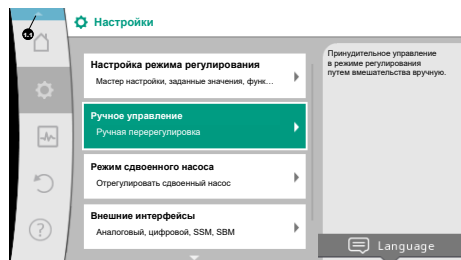 1.1
Настройки
Настройка режима регулирования
Мастер настройки, заданные значения, функ...
Ручное управление
Ручная перерегулировка
Режим сдвоенного насоса
Отрегулировать сдвоенный насос
Внешние интерфейсы
Аналоговый, цифровой, SSM, SBM
Принудительное управление
в режиме регулирования
путем вмешательства вручную.
?
Language